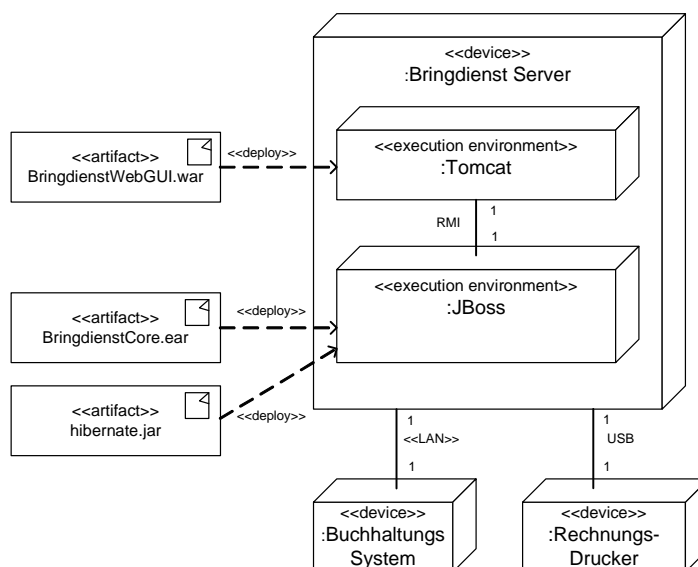 <<device>>
:Bringdienst Server
<<artifact>>
BringdienstWebGUI.war
<<deploy>>
<<execution environment>>
:Tomcat
1
RMI
1
<<execution environment>>
:JBoss
<<artifact>>
BringdienstCore.ear
<<deploy>>
<<artifact>>
hibernate.jar
<<deploy>>
1
<<LAN>>
1
1
USB
1
<<device>>
:Buchhaltungs
System
<<device>>
:Rechnungs-
Drucker